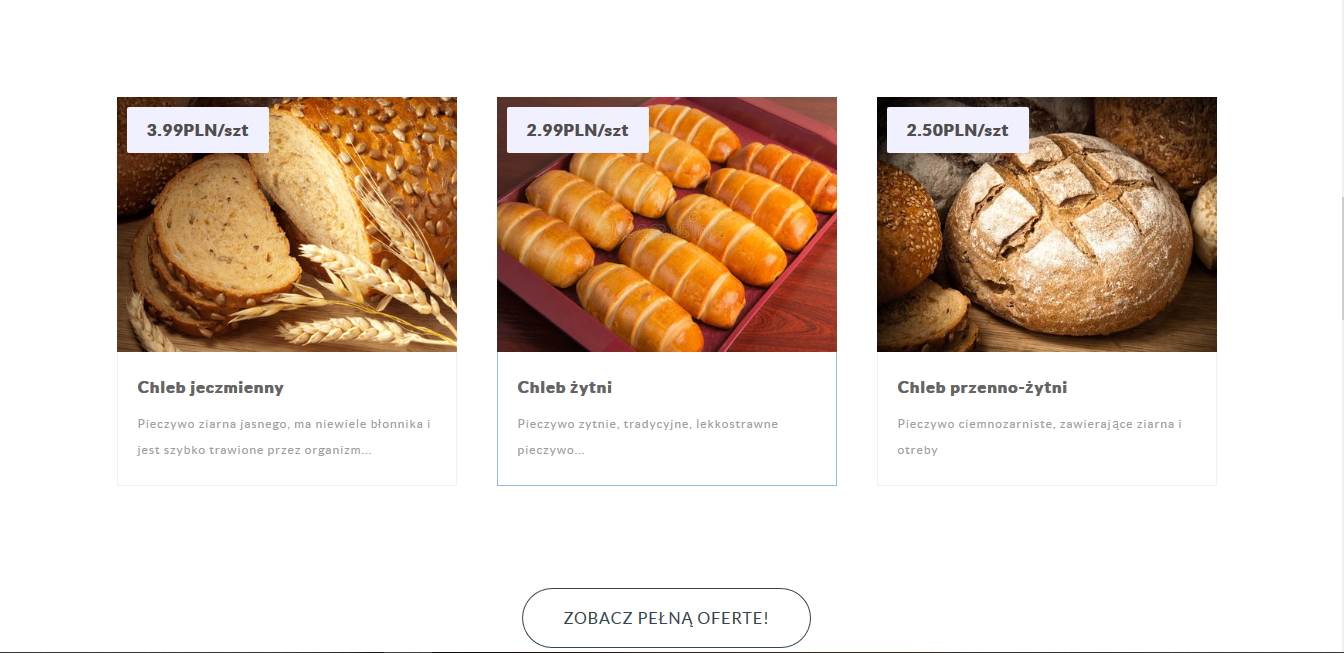 3.99PLN/szt
2.99PLN/szt
2.50PLN/szt
Chleb jeczmienny
Pieczywo ziarna jasnego, ma niewiele błonnika i
jest szybko trawione przez organizm...
Chleb żytni
Pieczywo zytnie, tradycyjne, lekkostrawne
pieczywo...
Chleb przenno-żytni
Pieczywo ciemnozarniste, zawierające ziarna i
otreby
ZOBACZ PEŁNĄ OFERTE!